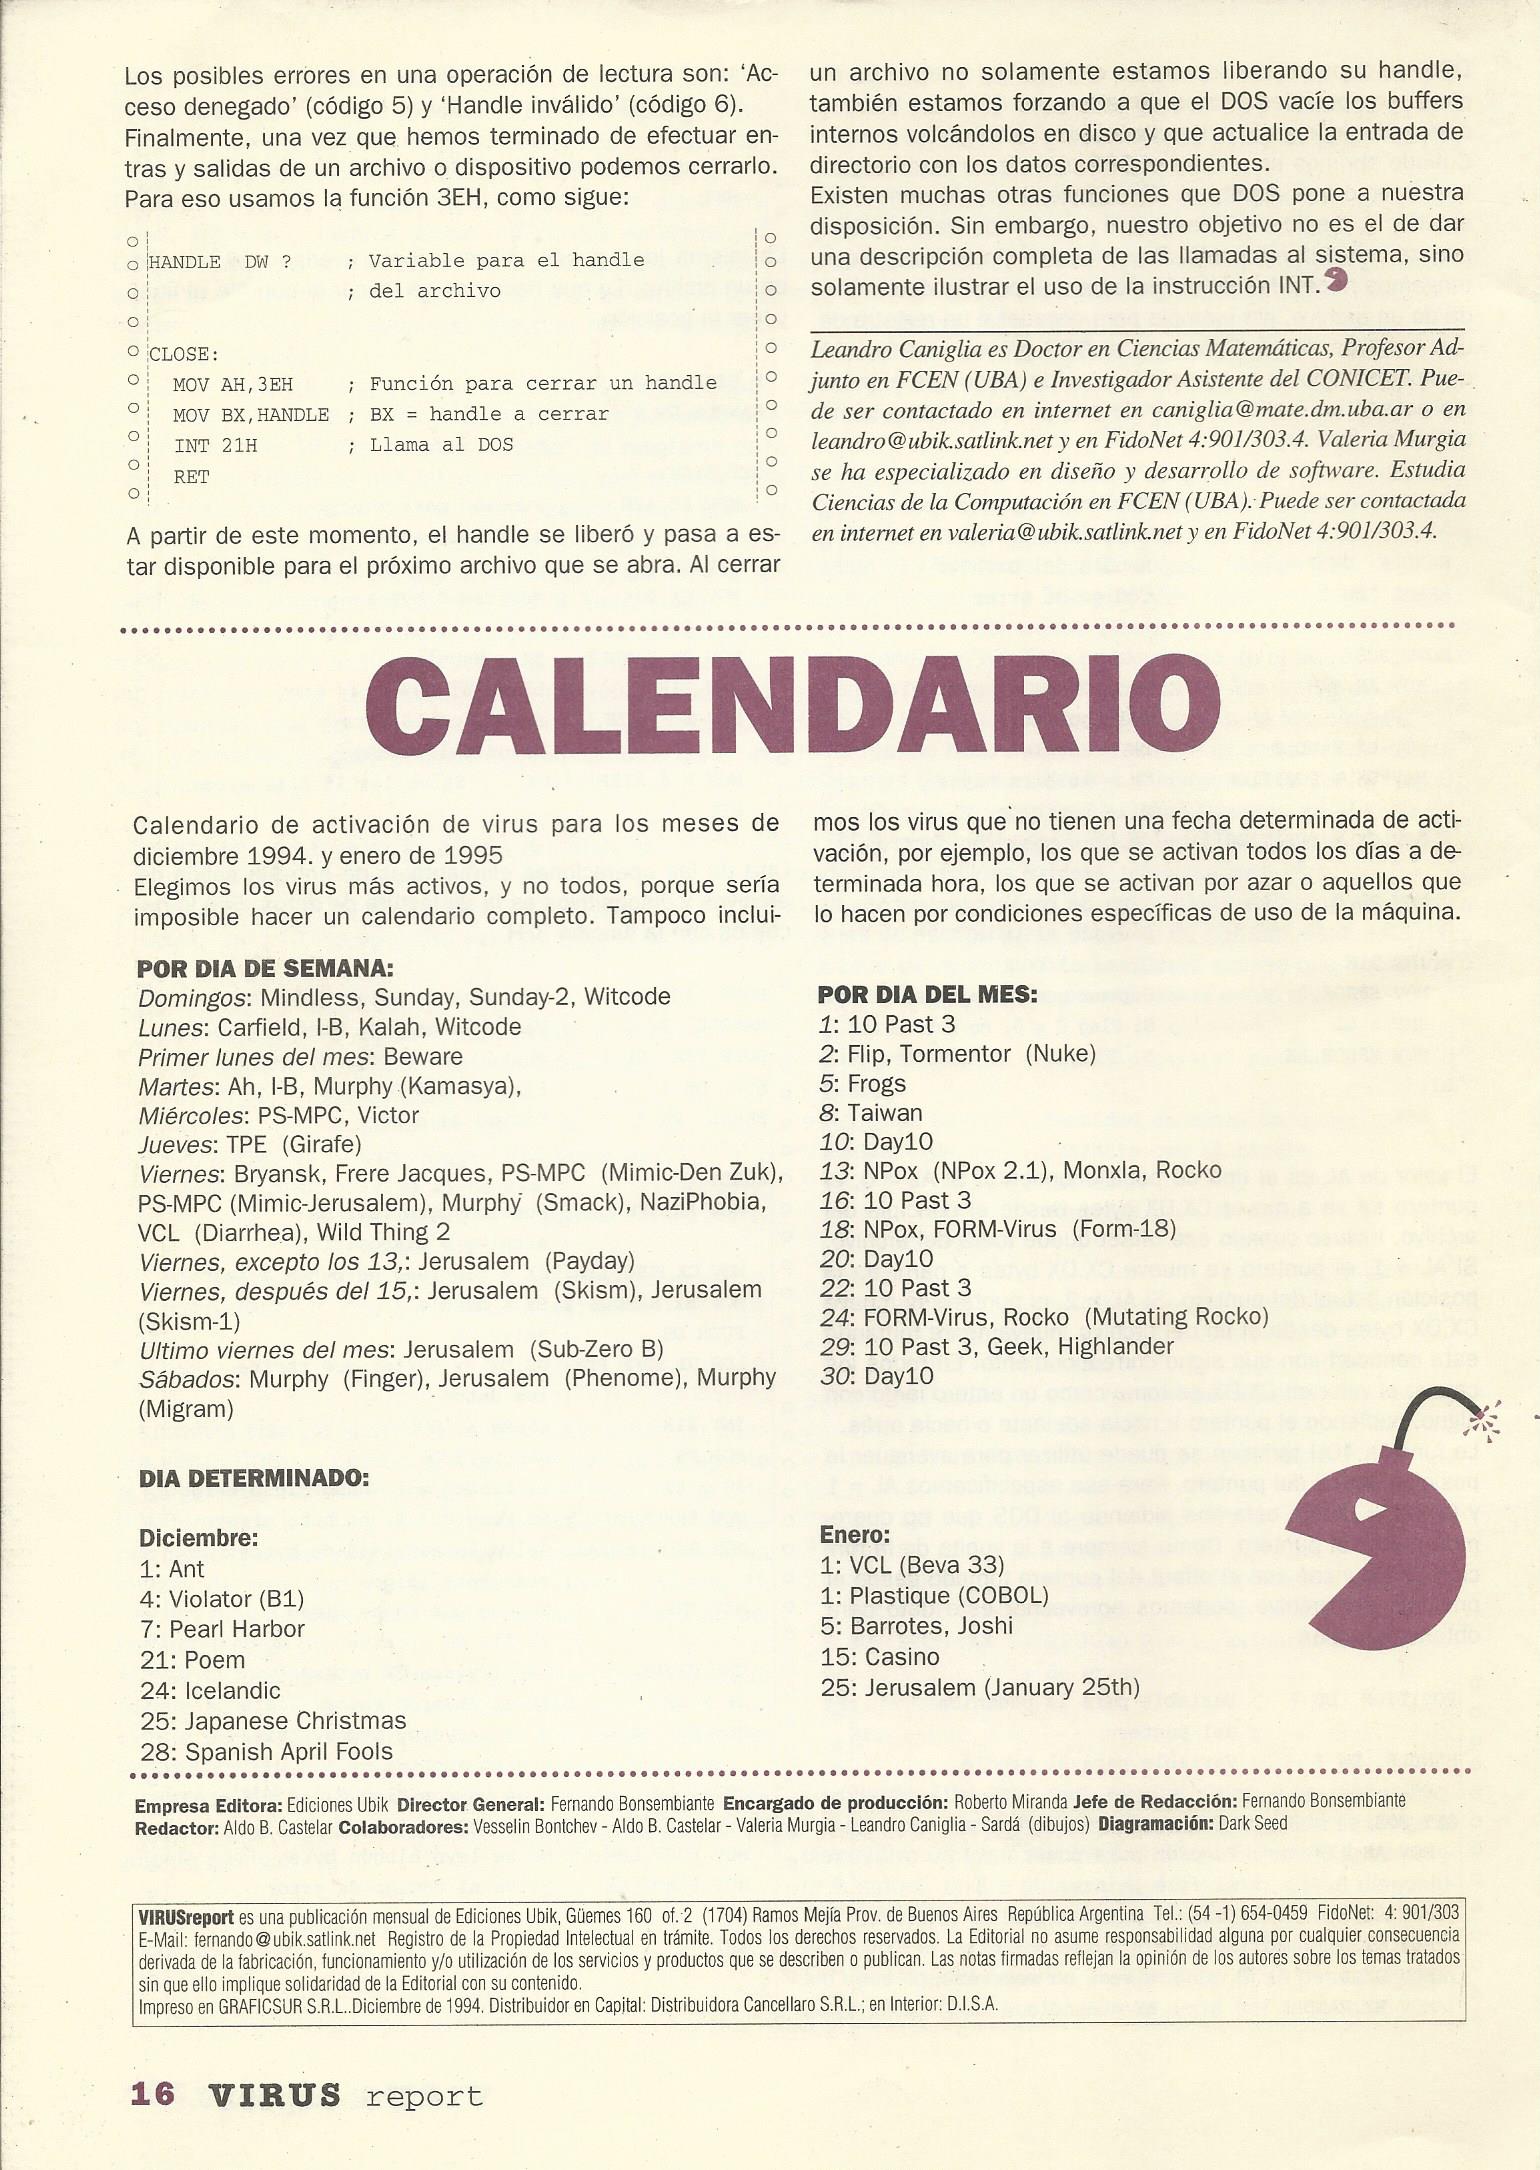 Los posibles errores en una operación de lectura son: ‘Ac-
ceso denegado’ (código 5) y ‘Handle inválido’ (código 6).
Finalmente, una vez que hemos terminado de efectuar en-
tras y salidas de un archivo o dispositivo podemos cerrarlo.
Para eso usamos la función 3EH, como sigue:
HANDLE DW ? ; Variable para el handle
; del archivo
CLOSE:
MOV AH,3EH ; Función para cerrar un handle
MOV BX,HANDLE ; BX = handle a cerrar
INT 21H ; Llama al DOS
RET
A partir de este momento, el handle se liberó y pasa a es-
tar disponible para el próximo archivo que se abra. Al cerrar
un archivo no solamente estamos liberando su handle,
también estamos forzando a que el DOS vacíe los buffers
internos volcándolos en disco y que actualice la entrada de
directorio con los datos correspondientes.
Existen muchas otras funciones que DOS pone a nuestra
disposición. Sin embargo, nuestro objetivo no es el de dar
una descripción completa de las llamadas al sistema, sino
solamente ilustrar el uso de la instrucción INT.
Leandro Caniglia es Doctor en Ciencias Matemáticas, Profesor Ad-
junto en FCEN (UBA) e Investigador Asistente del CONICET. Pue-
de ser contactado en internet en caniglia@mate.dm.uba.ar o en
leandro@ubik.satlink.net y en FidoNet 4:901/303.4. Valeria Murgia
se ha especializado en diseño y desarrollo de software. Estudia
Ciencias de la Computación en FCEN (UBA). Puede ser contactada
en internet en valeria@ubik.satlink.net y en FidoNet 4:901/303.4.
CALENDARIO
Calendario de activación de virus para los meses de
diciembre 1994. y enero de 1995
Elegimos los virus más activos, y no todos, porque sería
imposible hacer un calendario completo. Tampoco inclui-
mos los virus que no tienen una fecha determinada de acti-
vación, por ejemplo, los que se activan todos los días a de-
terminada hora, los que se activan por azar o aquellos que
lo hacen por condiciones específicas de uso de la máquina.
POR DIA DE SEMANA:
Domingos: Mindless, Sunday, Sunday-2, Witcode
Lunes: Carfield, I-B, Kalah, Witcode
Primer lunes del mes: Beware
Martes: Ah, I-B, Murphy (Kamasya),
Miércoles: PS-MPC, Victor
Jueves: TPE (Girafe)
Viernes: Bryansk, Frere Jacques, PS-MPC (Mimic-Den Zuk),
PS-MPC (Mimic-Jerusalem), Murphy (Smack), NaziPhobia,
VCL (Diarrhea), Wild Thing 2
Viernes, excepto los 13,: Jerusalem (Payday)
Viernes, después del 15,: Jerusalem (Skism), Jerusalem
(Skism-1)
Ultimo viernes del mes: Jerusalem (Sub-Zero B)
Sábados: Murphy (Finger), Jerusalem (Phenome), Murphy
(Migram)
POR DIA DEL MES:
1: 10 Past 3
2: Flip, Tormentor (Nuke)
5: Frogs
8: Taiwan
10: Day10
13: NPox (NPox 2.1), Monxla, Rocko
16: 10 Past 3
18: NPox, FORM-Virus (Form-18)
20: Day10
22: 10 Past 3
24: FORM-Virus, Rocko (Mutating Rocko)
29: 10 Past 3, Geek, Highlander
30: Day10
DIA DETERMINADO:
Diciembre:
1: Ant
4: Violator (B1)
7: Pearl Harbor
21: Poem
24: Icelandic
25: Japanese Christmas
28: Spanish April Fools
Enero:
1: VCL (Beva 33)
1: Plastique (COBOL)
5: Barrotes, Joshi
15: Casino
25: Jerusalem (January 25th)
Empresa Editora: Ediciones Ubik Director General: Fernando Bonsembiante Encargado de producción: Roberto Miranda Jefe de Redacción: Fernando Bonsembiante
Redactor: Aldo B. Castelar Colaboradores: Vesselin Bontchev - Aldo B. Castelar - Valeria Murgia - Leandro Caniglia - Sardá (dibujos) Diagramación: Dark Seed
VIRUSreport es una publicación mensual de Ediciones Ubik, Güemes 160 of. 2 (1704) Ramos Mejía Prov. de Buenos Aires República Argentina Tel.: (54 -1) 654-0459 FidoNet: 4: 901/303
E-Mail: fernando@ubik.satlink.net Registro de la Propiedad Intelectual en trámite. Todos los derechos reservados. La Editorial no asume responsabilidad alguna por cualquier consecuencia
derivada de la fabricación, funcionamiento y/o utilización de los servicios y productos que se describen o publican. Las notas firmadas reflejan la opinión de los autores sobre los temas tratados
sin que ello implique solidaridad de la Editorial con su contenido.
Impreso en GRAFICSUR S.R.L..Diciembre de 1994. Distribuidor en Capital: Distribuidora Cancellaro S.R.L.; en Interior: D.I.S.A.
16 VIRUS report